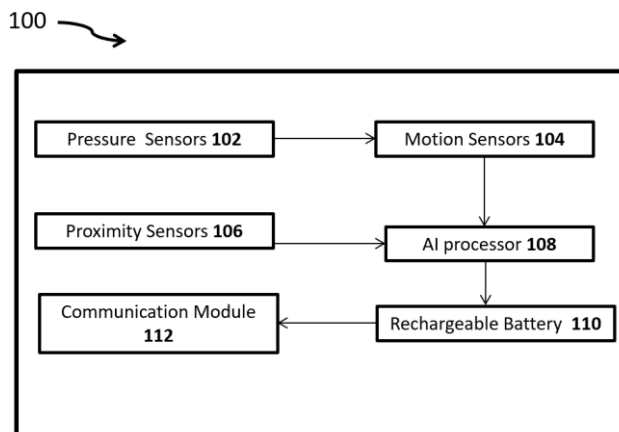 100
Pressure Sensors 102
Motion Sensors 104
Proximity Sensors 106
AI processor 108
Communication Module
112
Rechargeable Battery 110